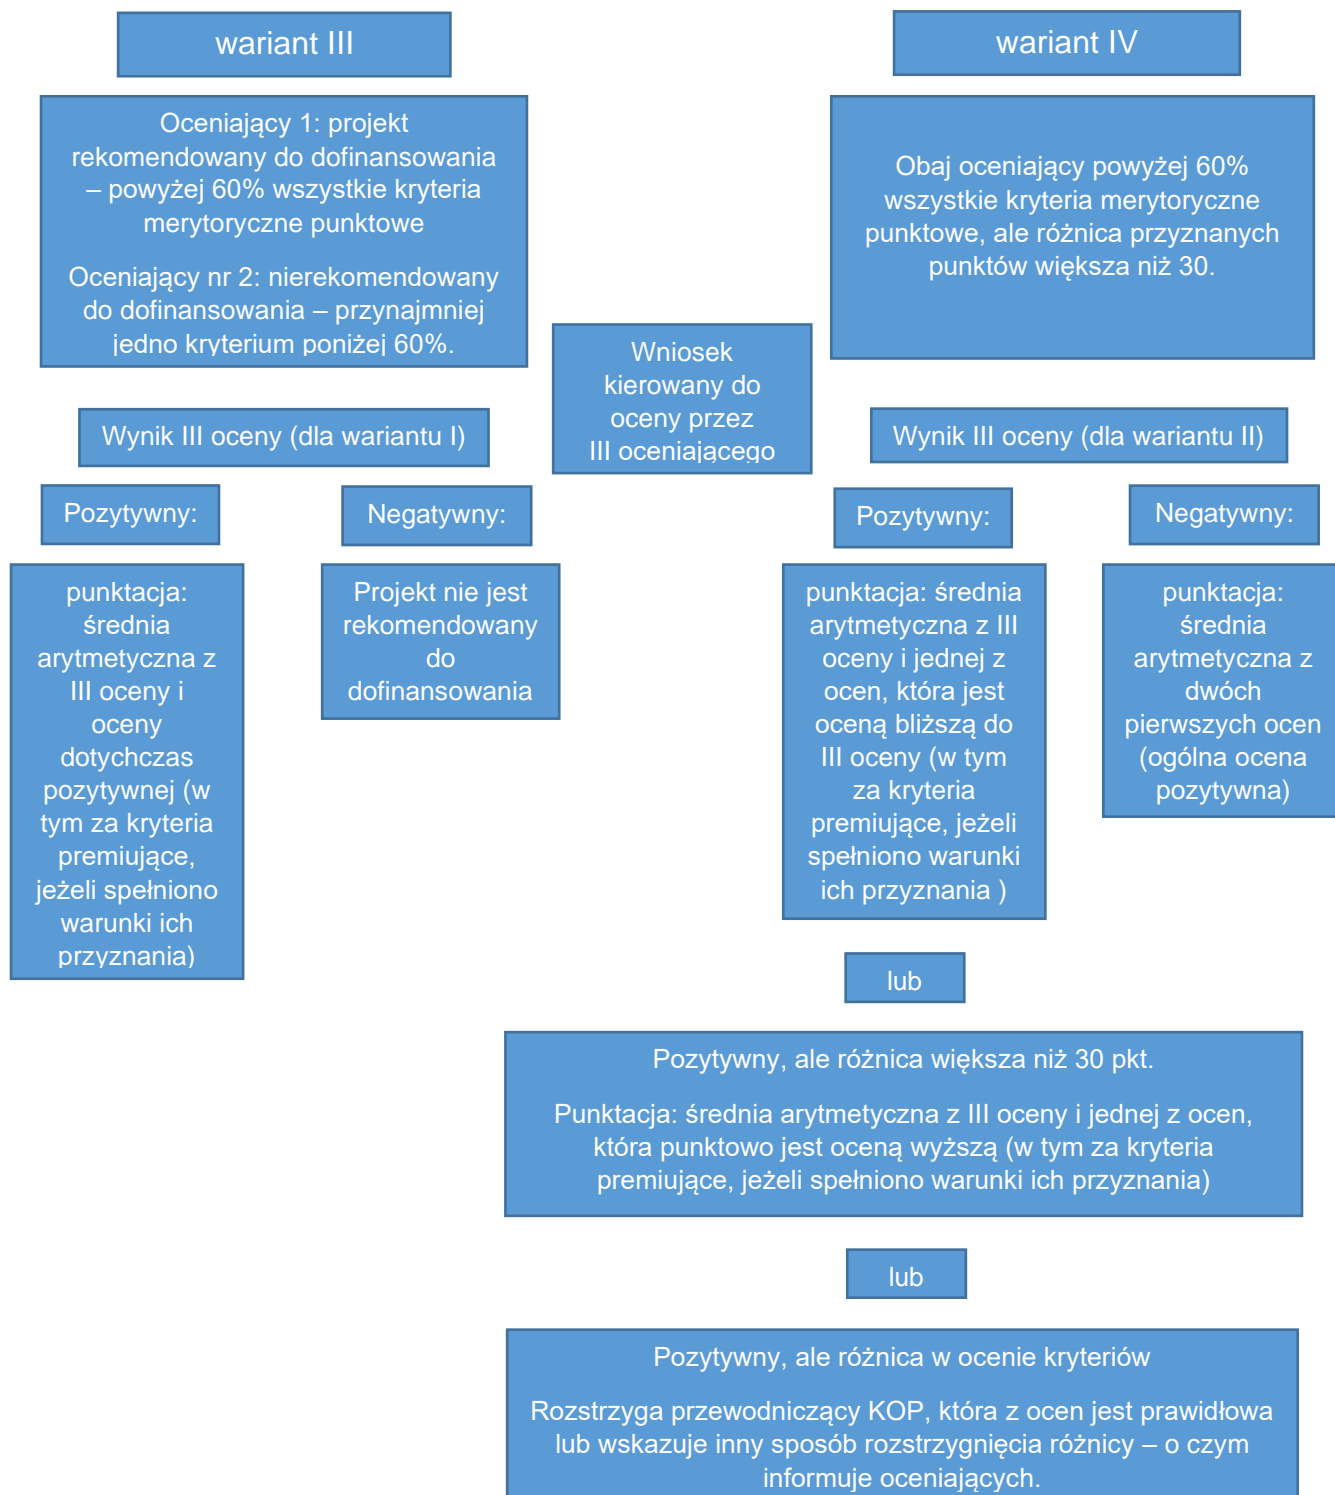 wariant III
Oceniający 1: projekt
rekomendowany do dofinansowania
– powyżej 60% wszystkie kryteria
merytoryczne punktowe
Oceniający nr 2: nierekomendowany
do dofinansowania – przynajmniej
jedno kryterium poniżej 60%.
wariant IV
Obaj oceniający powyżej 60%
wszystkie kryteria merytoryczne
punktowe, ale różnica przyznanych
punktów większa niż 30.
Wniosek
kierowany do
oceny przez
III oceniającego
Wynik III oceny (dla wariantu I)
Pozytywny:
punktacja:
średnia
arytmetyczna z
III oceny i
oceny
dotychczas
pozytywnej (w
tym za kryteria
premiujące,
jeżeli spełniono
warunki ich
przyznania)
Negatywny:
Projekt nie jest
rekomendowany
do
dofinansowania
Wynik III oceny (dla wariantu II)
Pozytywny:
punktacja: średnia
arytmetyczna z III
oceny i jednej z
ocen, która jest
oceną bliższą do
III oceny (w tym
za kryteria
premiujące, jeżeli
spełniono warunki
ich przyznania )
Negatywny:
punktacja:
średnia
arytmetyczna z
dwóch
pierwszych ocen
(ogólna ocena
pozytywna)
lub
Pozytywny, ale różnica większa niż 30 pkt.
Punktacja: średnia arytmetyczna z III oceny i jednej z ocen,
która punktowo jest oceną wyższą (w tym za kryteria
premiujące, jeżeli spełniono warunki ich przyznania)
lub
Pozytywny, ale różnica w ocenie kryteriów
Rozstrzyga przewodniczący KOP, która z ocen jest prawidłowa
lub wskazuje inny sposób rozstrzygnięcia różnicy – o czym
informuje oceniających.